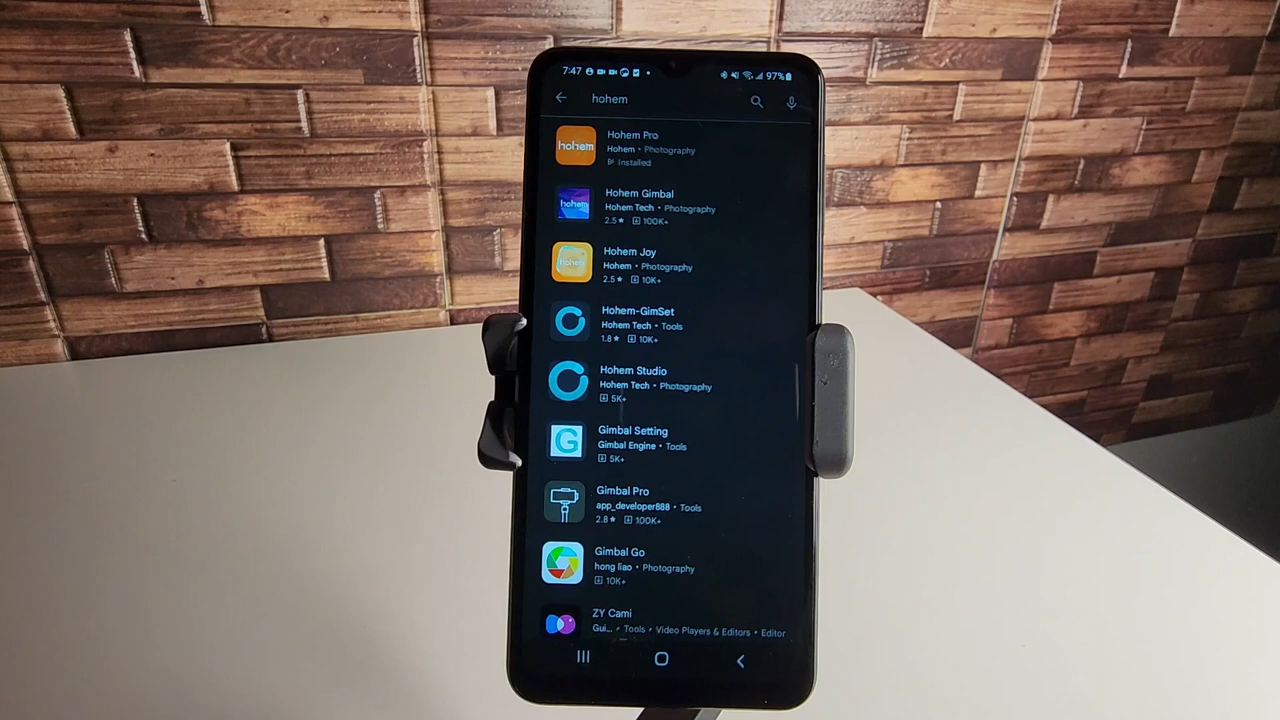 7:47 97%
hohem
hohem
Hohem Pro
Hohem • Photography
Installed
hohem
Hohem Gimbal
Hohem Tech • Photography
2.5★ 100K+
hohem
Hohem Joy
Hohem • Photography
2.5★ 10K+
Hohem-GimSet
Hohem Tech • Tools
1.8★ 10K+
Hohem Studio
Hohem Tech • Photography
5K+
G
Gimbal Setting
Gimbal Engine • Tools
5K+
Gimbal Pro
app_developer888 • Tools
2.8★ 100K+
Gimbal Go
hong liao • Photography
10K+
ZY Cami
Gui... • Tools • Video Players & Editors • Editor